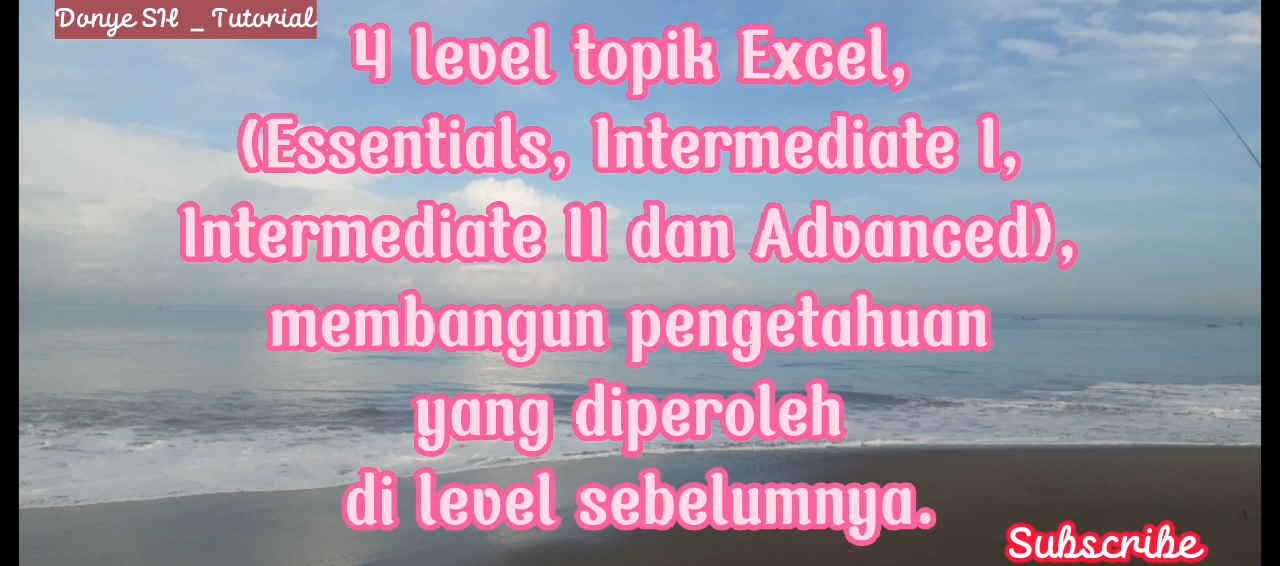 Donye SH _ Tutorial
4 level topik Excel,
(Essentials, Intermediate I,
Intermediate II dan Advanced),
membangun pengetahuan
yang diperoleh
di level sebelumnya.
Subscribe